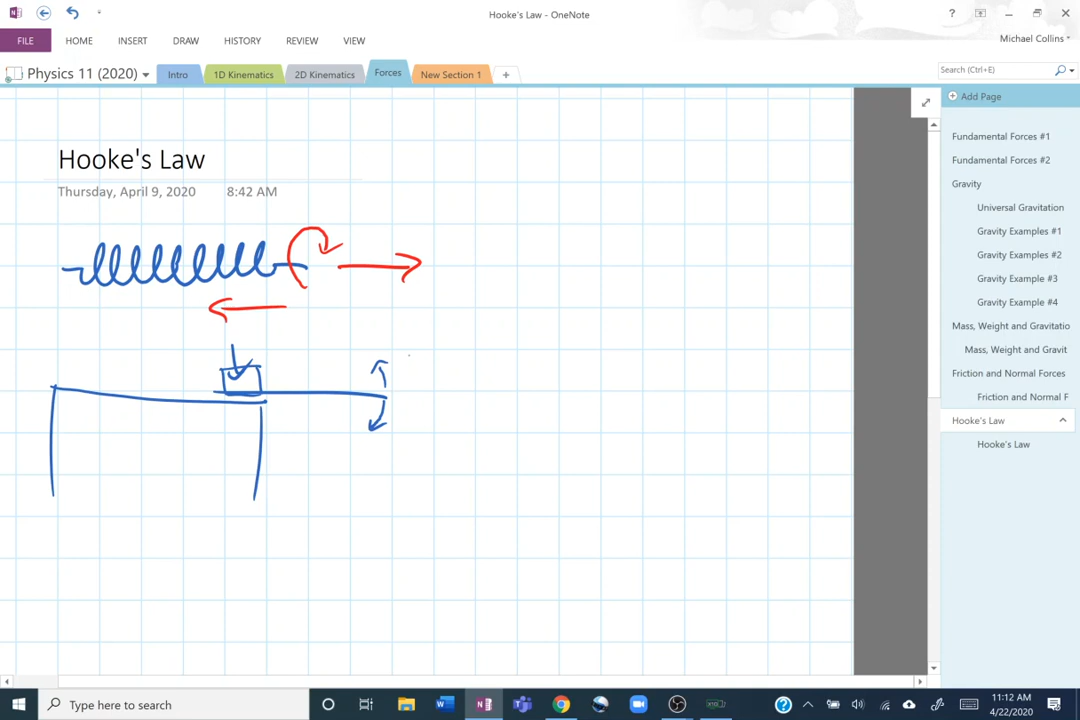 Hooke's Law - OneNote
?
FILE
HOME
INSERT
DRAW
HISTORY
REVIEW
VIEW
Michael Collins
Physics 11 (2020)
Intro
1D Kinematics
2D Kinematics
Forces
New Section 1
+
Search (Ctrl+E)
Add Page
Hooke's Law
Thursday, April 9, 2020 8:42 AM
Fundamental Forces #1
Fundamental Forces #2
Gravity
Universal Gravitation
Gravity Examples #1
Gravity Examples #2
Gravity Example #3
Gravity Example #4
Mass, Weight and Gravitatio
Mass, Weight and Gravit
Friction and Normal Forces
Friction and Normal F
Hooke's Law
Hooke's Law
Type here to search
11:12 AM
4/22/2020